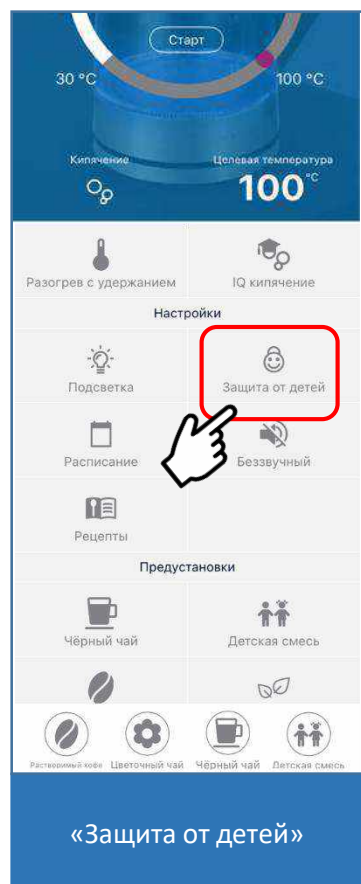 Старт
30 °C
100 °C
Кипячение
Целевая температура
100 °C
Разогрев с удержанием
IQ кипячение
Настройки
Подсветка
Защита от детей
Расписание
Беззвучный
Рецепты
Предустановки
Чёрный чай
Детская смесь
Растворимый кофе
Цветочный чай
Чёрный чай
Детская смесь
«Защита от детей»